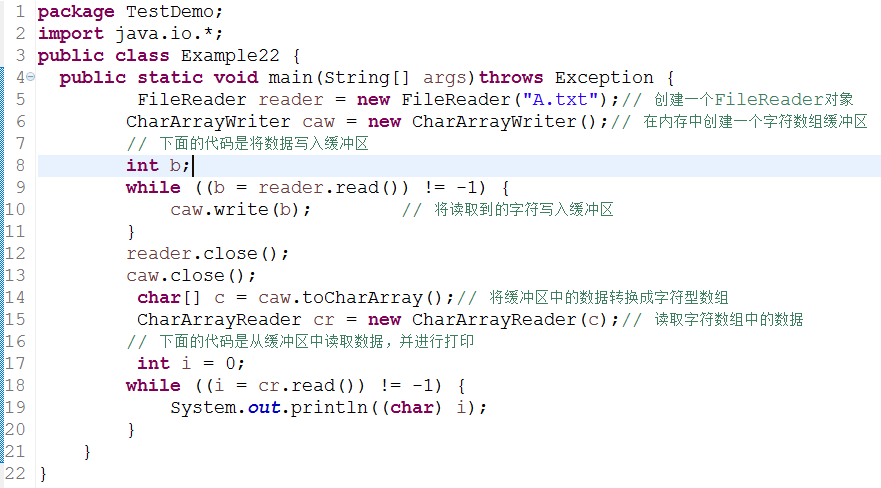 1 package TestDemo;
2 import java.io.*;
3 public class Example22 {
4 public static void main(String[] args)throws Exception {
5 FileReader reader = new FileReader("A.txt");// 创建一个FileReader对象
6 CharArrayWriter caw = new CharArrayWriter();// 在内存中创建一个字符数组缓冲区
7 // 下面的代码是将数据写入缓冲区
8 int b;
9 while ((b = reader.read()) != -1) {
10 caw.write(b); // 将读取到的字符写入缓冲区
11 }
12 reader.close();
13 caw.close();
14 char[] c = caw.toCharArray();// 将缓冲区中的数据转换成字符型数组
15 CharArrayReader cr = new CharArrayReader(c);// 读取字符数组中的数据
16 // 下面的代码是从缓冲区中读取数据，并进行打印
17 int i = 0;
18 while ((i = cr.read()) != -1) {
19 System.out.println((char) i);
20 }
21 }
22 }